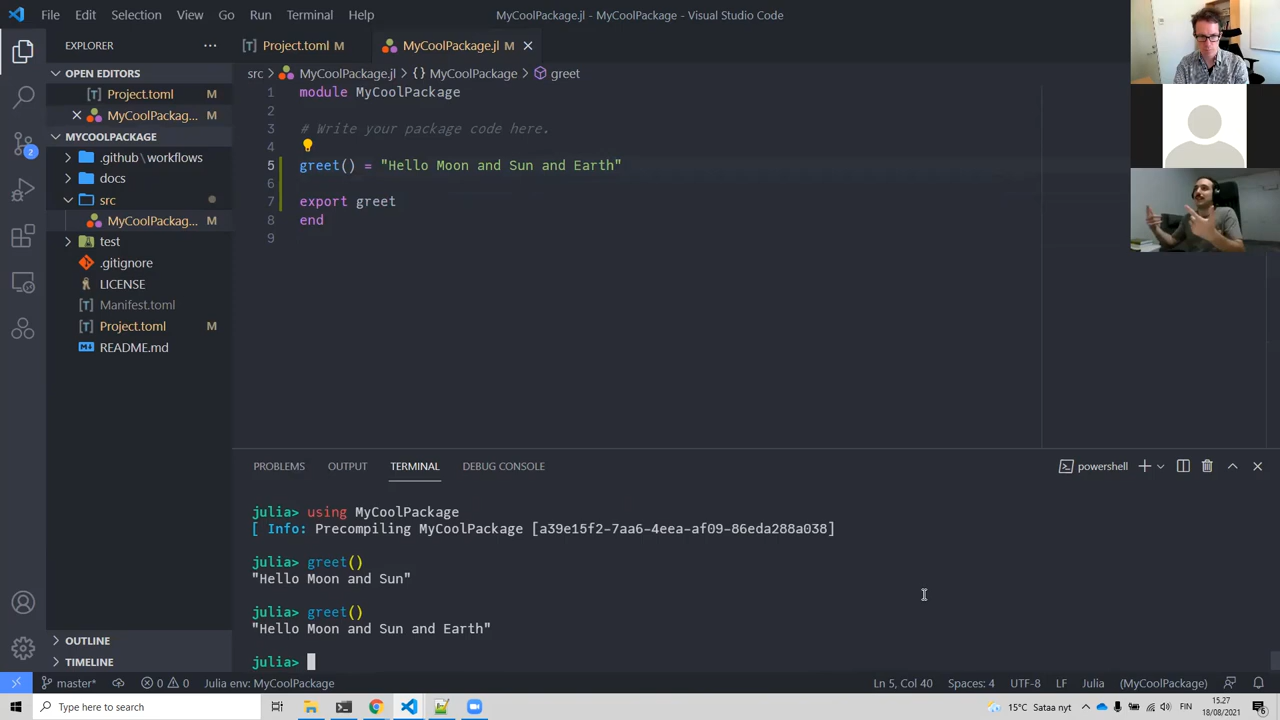 File Edit Selection View Go Run Terminal Help
MyCoolPackage.jl - MyCoolPackage - Visual Studio Code
EXPLORER
OPEN EDITORS
Project.toml M
MyCoolPackag... M
MYCOOLPACKAGE
.github\workflows
docs
src
MyCoolPackag... M
test
.gitignore
LICENSE
Manifest.toml
Project.toml M
README.md
OUTLINE
TIMELINE
2
Project.toml M
MyCoolPackage.jl M
src > MyCoolPackage.jl > {} MyCoolPackage > greet
1 module MyCoolPackage
2
3 # Write your package code here.
4
5 greet() = "Hello Moon and Sun and Earth"
6
7 export greet
8 end
9
PROBLEMS OUTPUT TERMINAL DEBUG CONSOLE
powershell
julia> using MyCoolPackage
[ Info: Precompiling MyCoolPackage [a39e15f2-7aa6-4eea-af09-86eda288a038]
julia> greet()
"Hello Moon and Sun"
julia> greet()
"Hello Moon and Sun and Earth"
julia>
master* 0 0 Julia env: MyCoolPackage
Ln 5, Col 40 Spaces: 4 UTF-8 LF Julia (MyCoolPackage)
Type here to search
15°C Sataa nyt
FIN
15.27
18/08/2021
6